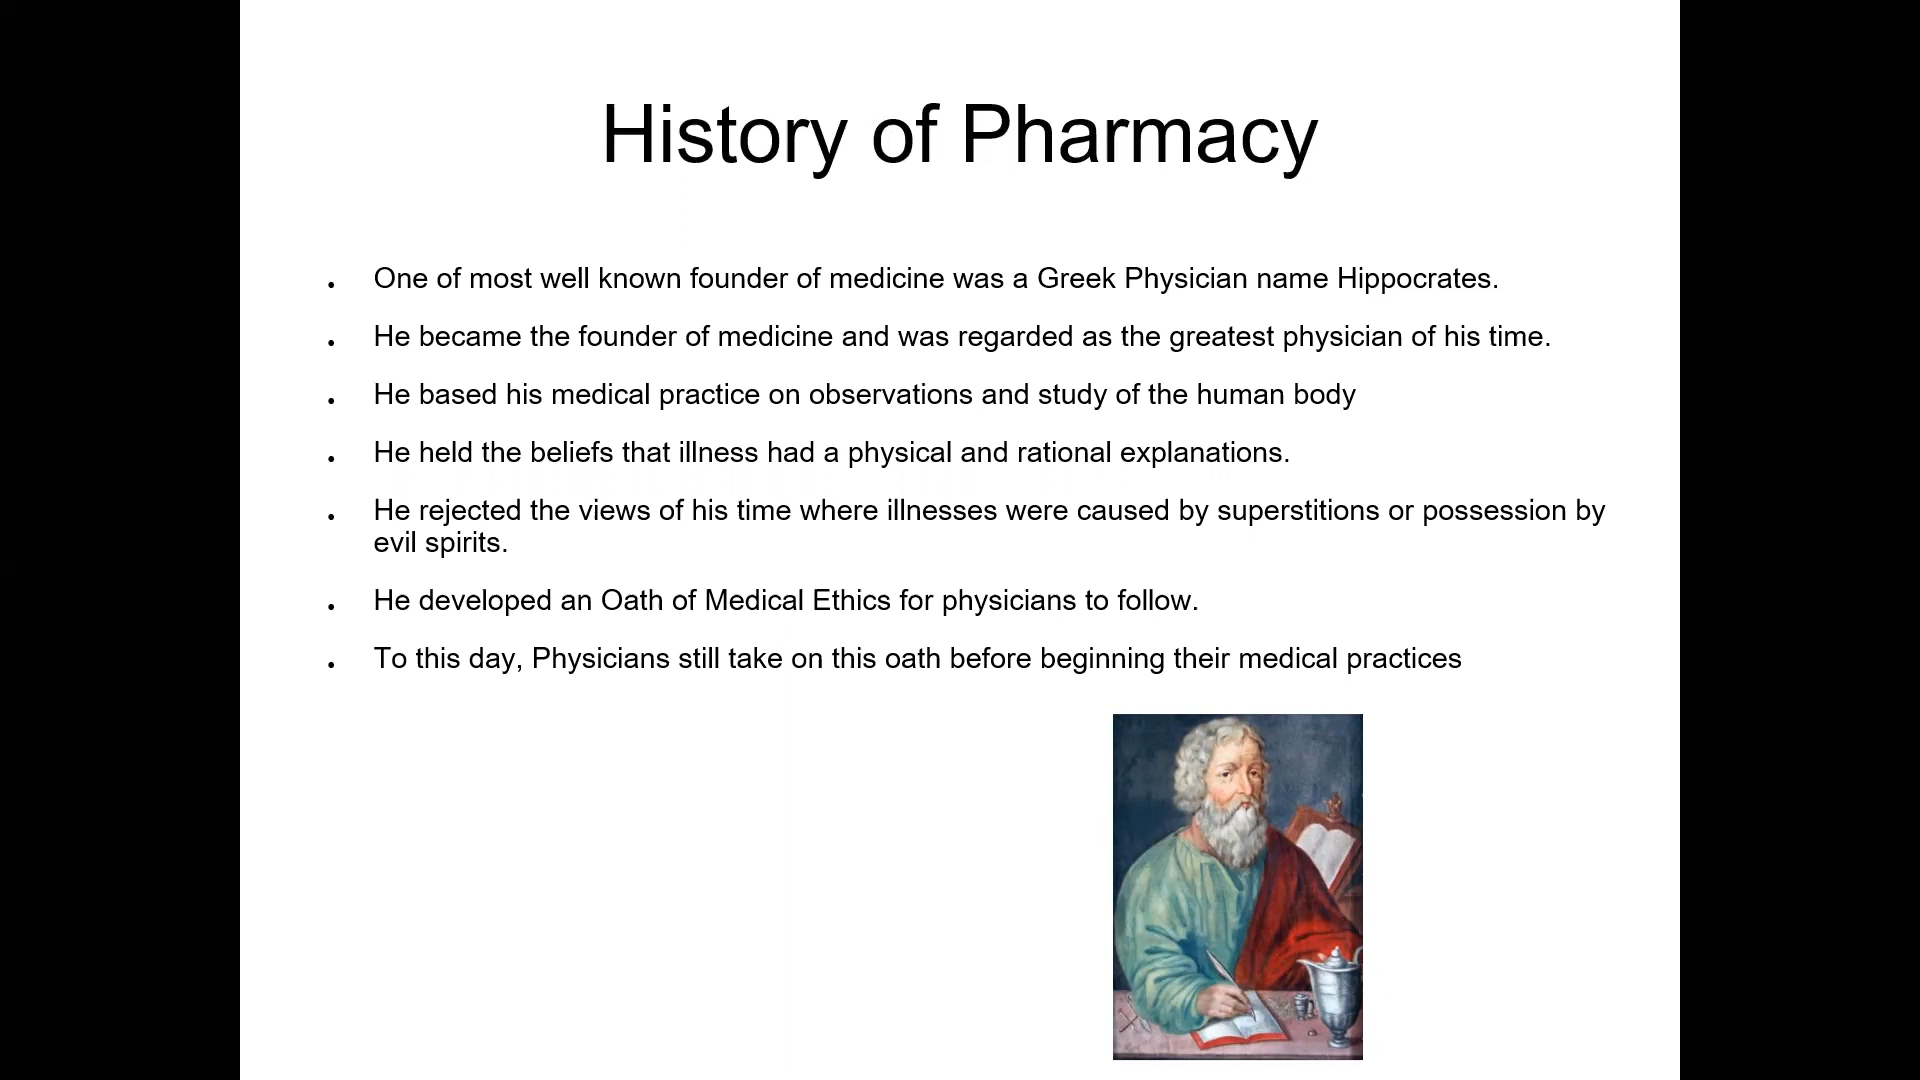 History of Pharmacy
One of most well known founder of medicine was a Greek Physician name Hippocrates.
He became the founder of medicine and was regarded as the greatest physician of his time.
He based his medical practice on observations and study of the human body
He held the beliefs that illness had a physical and rational explanations.
He rejected the views of his time where illnesses were caused by superstitions or possession by
evil spirits.
He developed an Oath of Medical Ethics for physicians to follow.
To this day, Physicians still take on this oath before beginning their medical practices